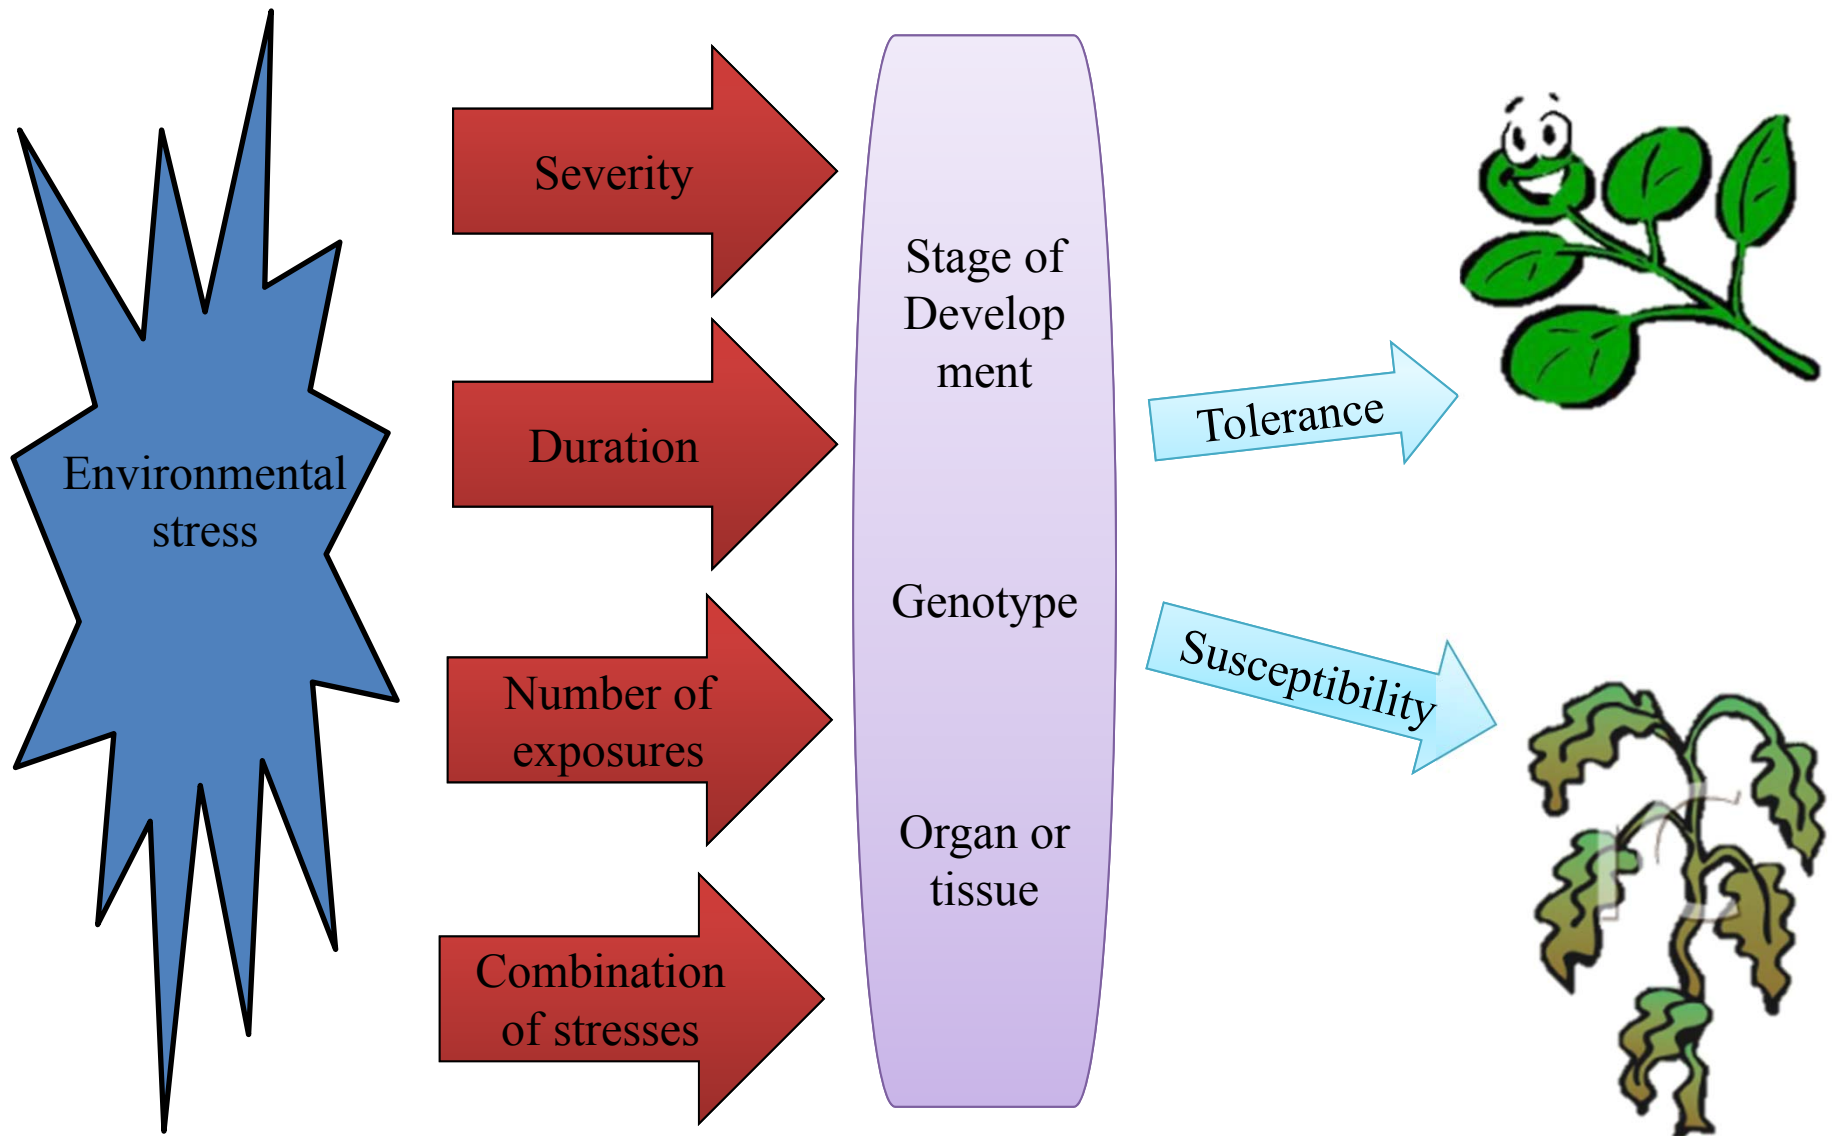 Environmental
stress
Severity
Duration
Number of
exposures
Combination
of stresses
Stage of
Develop
ment
Genotype
Organ or
tissue
Tolerance
Susceptibility